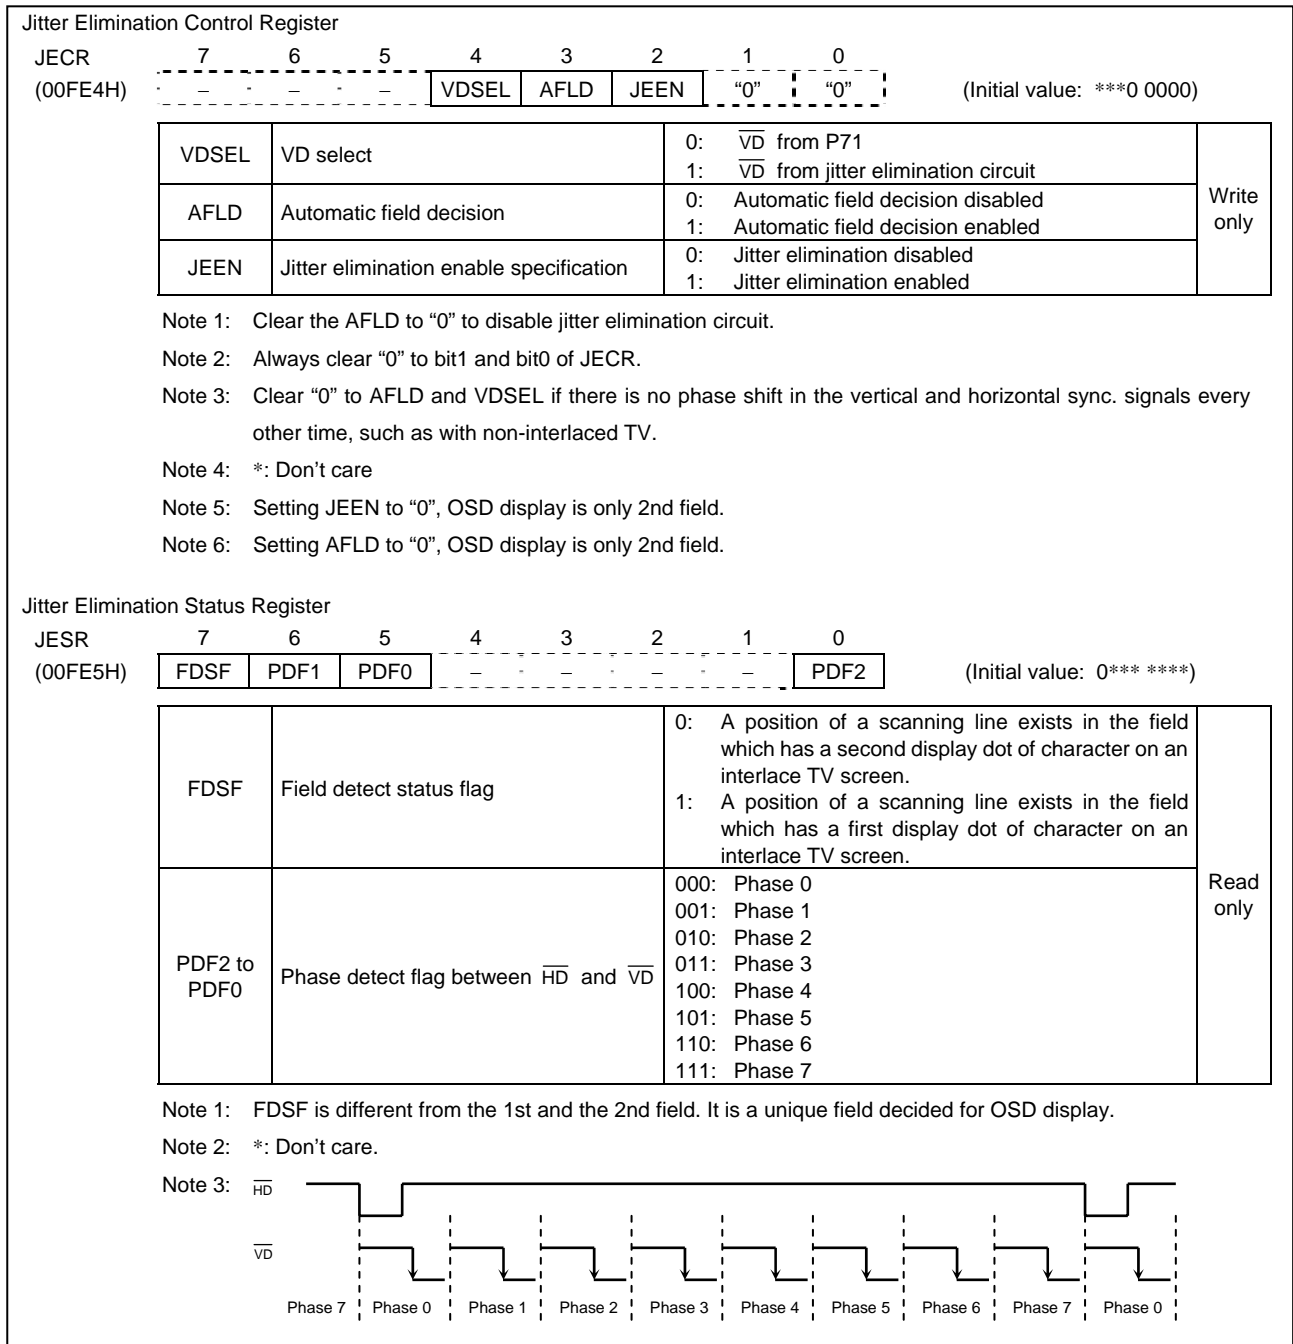 Jitter Elimination Control Register
JECR 7 6 5 4 3 2 1 0
(00FE4H) – – – VDSEL AFLD JEEN “0” “0” (Initial value: ***0 0000)
VDSEL VD select 0: VD from P71
1: VD from jitter elimination circuit
AFLD Automatic field decision 0: Automatic field decision disabled
1: Automatic field decision enabled
JEEN Jitter elimination enable specification 0: Jitter elimination disabled
1: Jitter elimination enabled
Write
only
Note 1: Clear the AFLD to “0” to disable jitter elimination circuit.
Note 2: Always clear “0” to bit1 and bit0 of JECR.
Note 3: Clear “0” to AFLD and VDSEL if there is no phase shift in the vertical and horizontal sync. signals every
other time, such as with non-interlaced TV.
Note 4: *: Don’t care
Note 5: Setting JEEN to “0”, OSD display is only 2nd field.
Note 6: Setting AFLD to “0”, OSD display is only 2nd field.
Jitter Elimination Status Register
JESR 7 6 5 4 3 2 1 0
(00FE5H) FDSF PDF1 PDF0 – – – – PDF2 (Initial value: 0*** ****)
FDSF Field detect status flag 0: A position of a scanning line exists in the field
which has a second display dot of character on an
interlace TV screen.
1: A position of a scanning line exists in the field
which has a first display dot of character on an
interlace TV screen.
PDF2 to
PDF0
Phase detect flag between HD and VD
000: Phase 0
001: Phase 1
010: Phase 2
011: Phase 3
100: Phase 4
101: Phase 5
110: Phase 6
111: Phase 7
Read
only
Note 1: FDSF is different from the 1st and the 2nd field. It is a unique field decided for OSD display.
Note 2: *: Don’t care.
Note 3: HD
VD
Phase 7 Phase 0 Phase 1 Phase 2 Phase 3 Phase 4 Phase 5 Phase 6 Phase 7 Phase 0